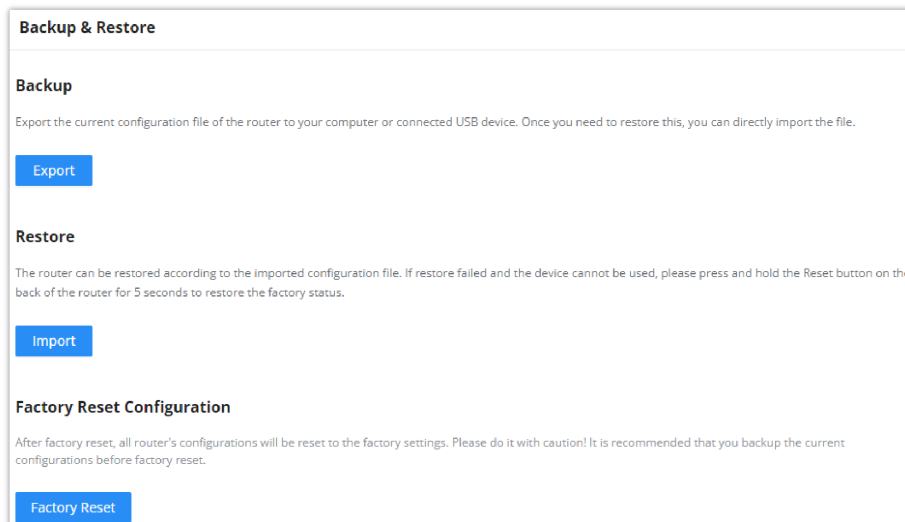 Backup & Restore
Backup
Export the current configuration file of the router to your computer or connected USB device. Once you need to restore this, you can directly import the file.
Export
Restore
The router can be restored according to the imported configuration file. If restore failed and the device cannot be used, please press and hold the Reset button on the
back of the router for 5 seconds to restore the factory status.
Import
Factory Reset Configuration
After factory reset, all router's configurations will be reset to the factory settings. Please do it with caution! It is recommended that you backup the current
configurations before factory reset.
Factory Reset